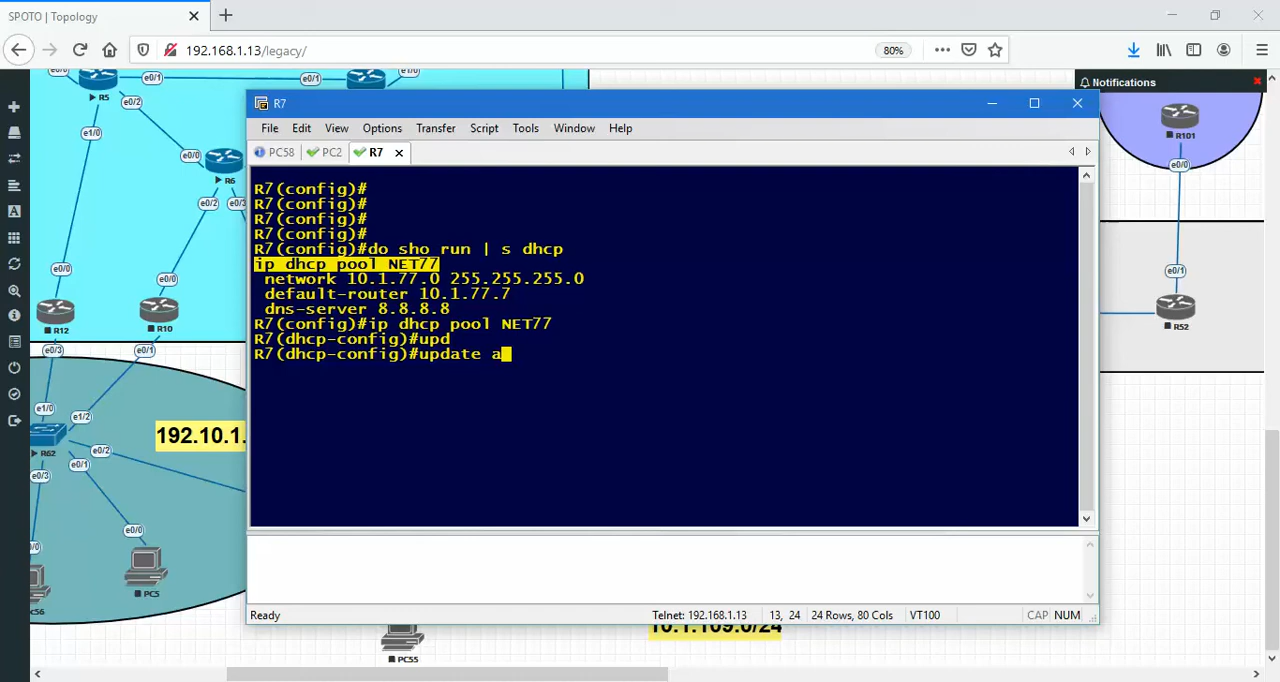 SPOTO | Topology
192.168.1.13/legacy/
80%
Notifications
R7
File Edit View Options Transfer Script Tools Window Help
PC58 PC2 R7
R7(config)#
R7(config)#
R7(config)#
R7(config)#
R7(config)#do sho run | s dhcp
ip dhcp pool NET77
 network 10.1.77.0 255.255.255.0
 default-router 10.1.77.7
 dns-server 8.8.8.8
R7(config)#ip dhcp pool NET77
R7(dhcp-config)#upd
R7(dhcp-config)#update a
Ready Telnet: 192.168.1.13 13, 24 24 Rows, 80 Cols VT100 CAP NUM
e0/1
e0/1
R5
e0/2
e1/0
e0/0
R6
e0/2
e0/3
e0/0
e0/0
R12
R10
e0/3
e0/1
e1/0
e1/2
192.10.1.
R62
e0/2
e0/1
e0/3
e0/0
PC5
PC55
10.1.109.0/24
R101
e0/0
e0/1
R52